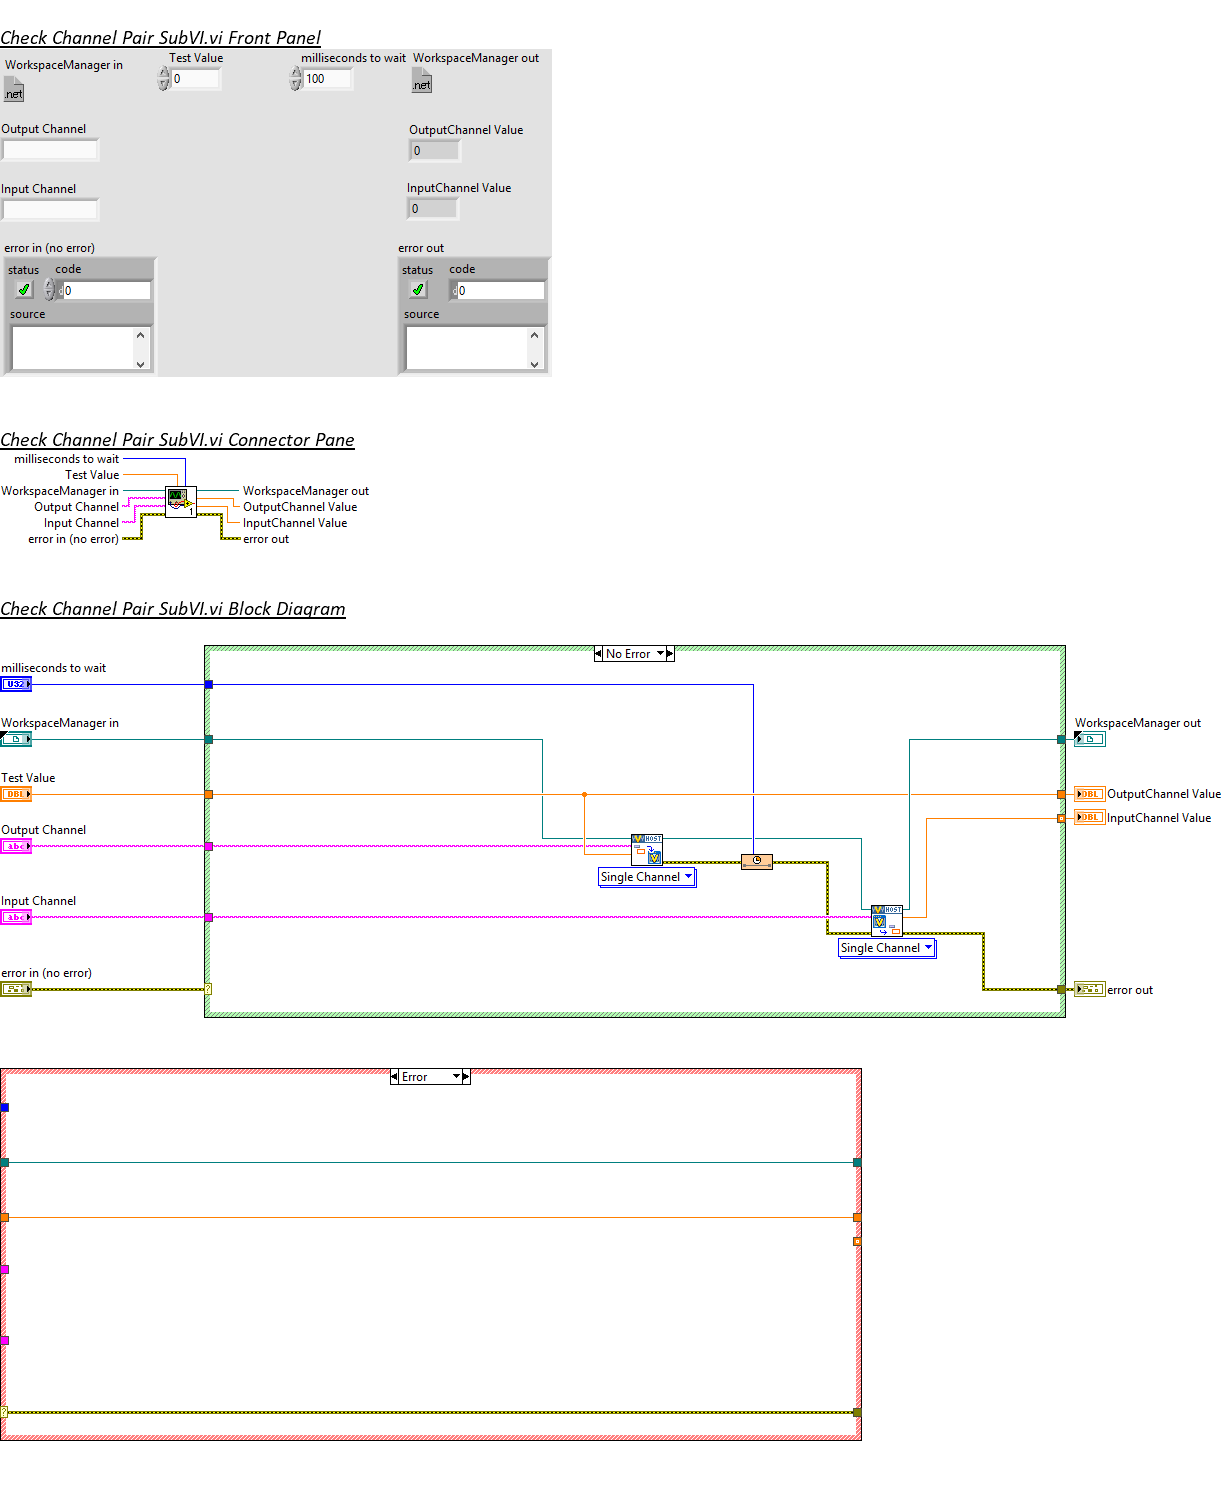 Check Channel Pair SubVI.vi Front Panel
WorkspaceManager in
Test Value
milliseconds to wait
WorkspaceManager out
.net
0
100
.net
Output Channel
OutputChannel Value
0
Input Channel
InputChannel Value
0
error in (no error)
error out
status code
status code
d 0
d 0
source
source
Check Channel Pair SubVI.vi Connector Pane
milliseconds to wait
Test Value
WorkspaceManager in
WorkspaceManager out
Output Channel
OutputChannel Value
Input Channel
InputChannel Value
1
error in (no error)
error out
Check Channel Pair SubVI.vi Block Diagram
No Error
milliseconds to wait
U32
WorkspaceManager in
WorkspaceManager out
Test Value
DBL
DBL OutputChannel Value
DBL InputChannel Value
Output Channel
abc
V HOST
V
Single Channel
Input Channel
abc
V HOST
V
Single Channel
error in (no error)
?
error out
Error
?